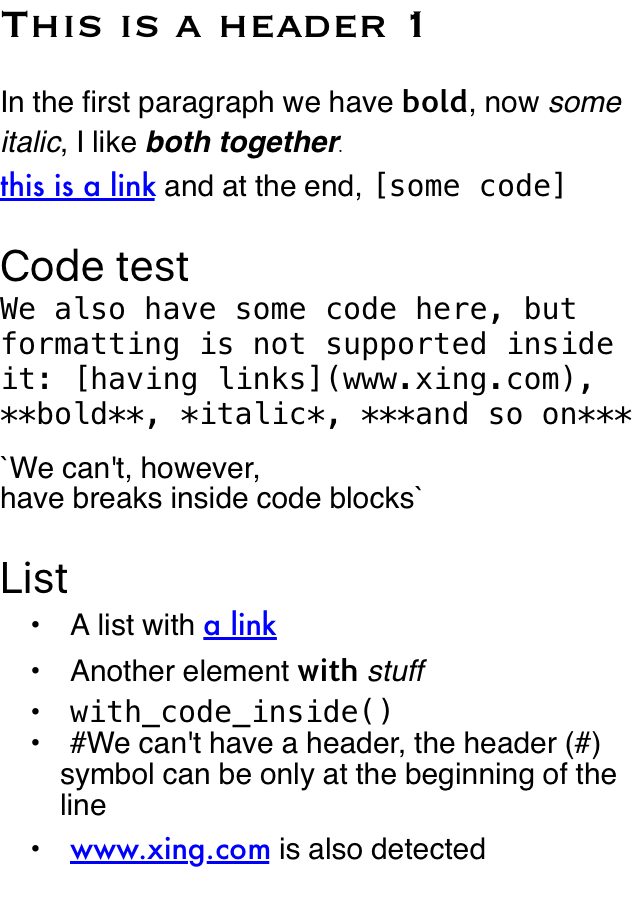 THIS IS A HEADER 1
In the first paragraph we have bold, now some
italic, I like both together.
this is a link and at the end, [some code]
Code test
We also have some code here, but
formatting is not supported inside
it: [having links](www.xing.com),
**bold**, *italic*, ***and so on***
`We can't, however,
have breaks inside code blocks`
List
• A list with a link
• Another element with stuff
• with_code_inside()
• #We can't have a header, the header (#)
symbol can be only at the beginning of the
line
• www.xing.com is also detected